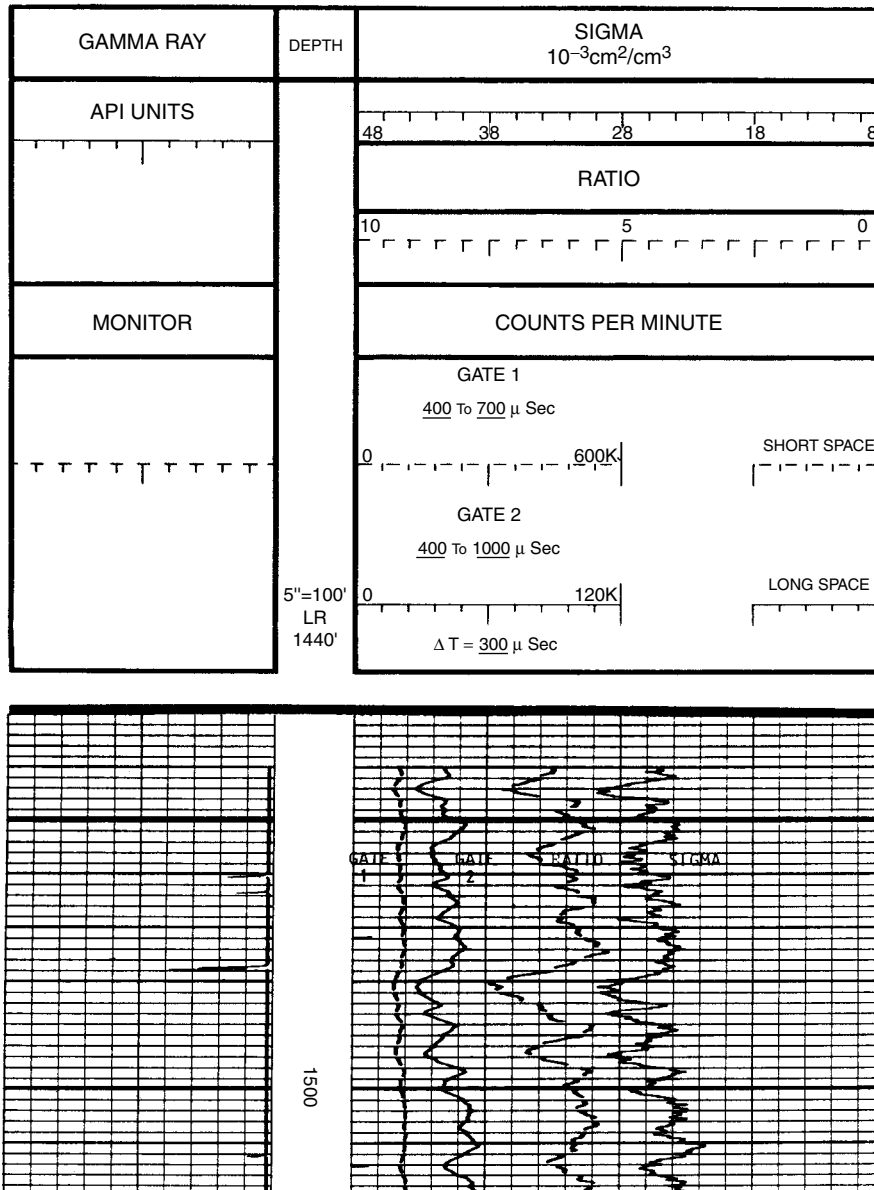 GAMMA RAY
DEPTH
SIGMA
10⁻³cm²/cm³
API UNITS
48 38 28 18 8
RATIO
10 5 0
MONITOR
COUNTS PER MINUTE
GATE 1
400 To 700 μ Sec
0 600K
SHORT SPACE
GATE 2
400 To 1000 μ Sec
5"=100'
LR
1440'
0 120K
LONG SPACE
Δ T = 300 μ Sec
GATE 1
GATE 2
RATIO
SIGMA
1500